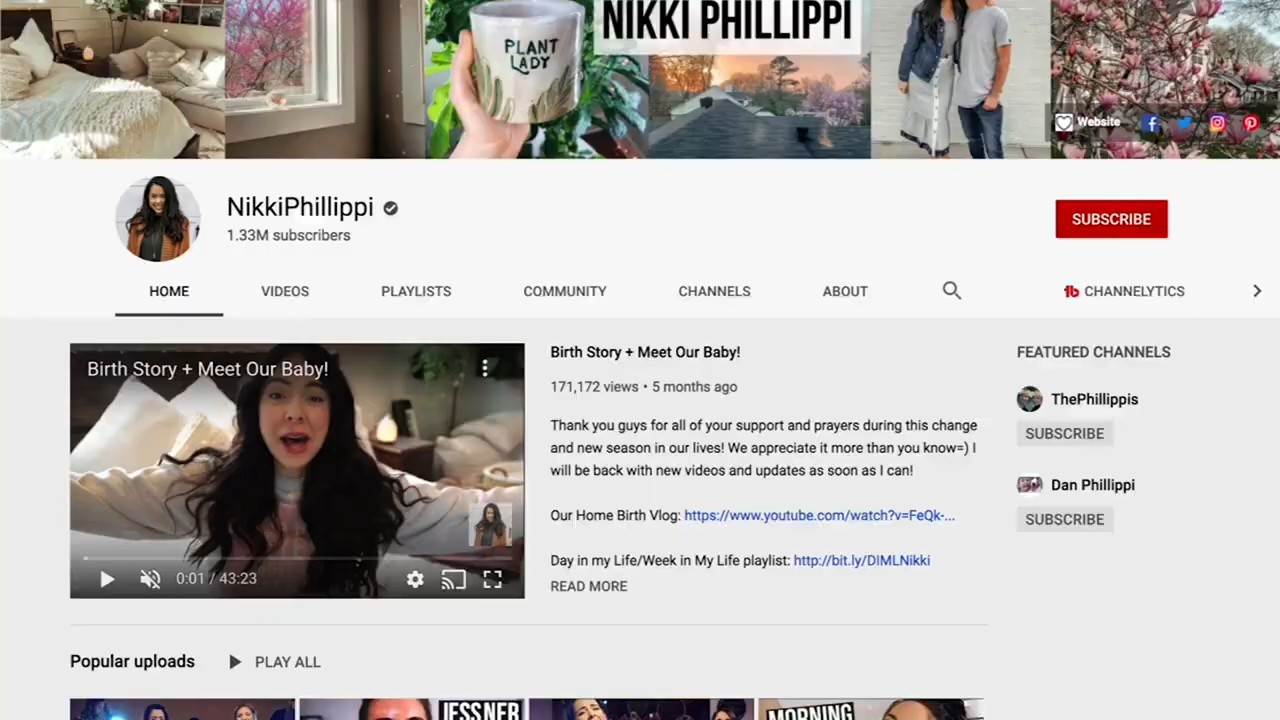 NIKKI PHILLIPPI
PLANT
LADY
Website
NikkiPhillippi
1.33M subscribers
SUBSCRIBE
HOME
VIDEOS
PLAYLISTS
COMMUNITY
CHANNELS
ABOUT
CHANNELYTICS
Birth Story + Meet Our Baby!
0:01 / 43:23
Birth Story + Meet Our Baby!
171,172 views • 5 months ago
Thank you guys for all of your support and prayers during this change
and new season in our lives! We appreciate it more than you know=) I
will be back with new videos and updates as soon as I can!
Our Home Birth Vlog: https://www.youtube.com/watch?v=FeQk-...
Day in my Life/Week in My Life playlist: http://bit.ly/DIMLNikki
READ MORE
FEATURED CHANNELS
ThePhillippis
SUBSCRIBE
Dan Phillippi
SUBSCRIBE
Popular uploads
PLAY ALL
JESSNER
MORNING